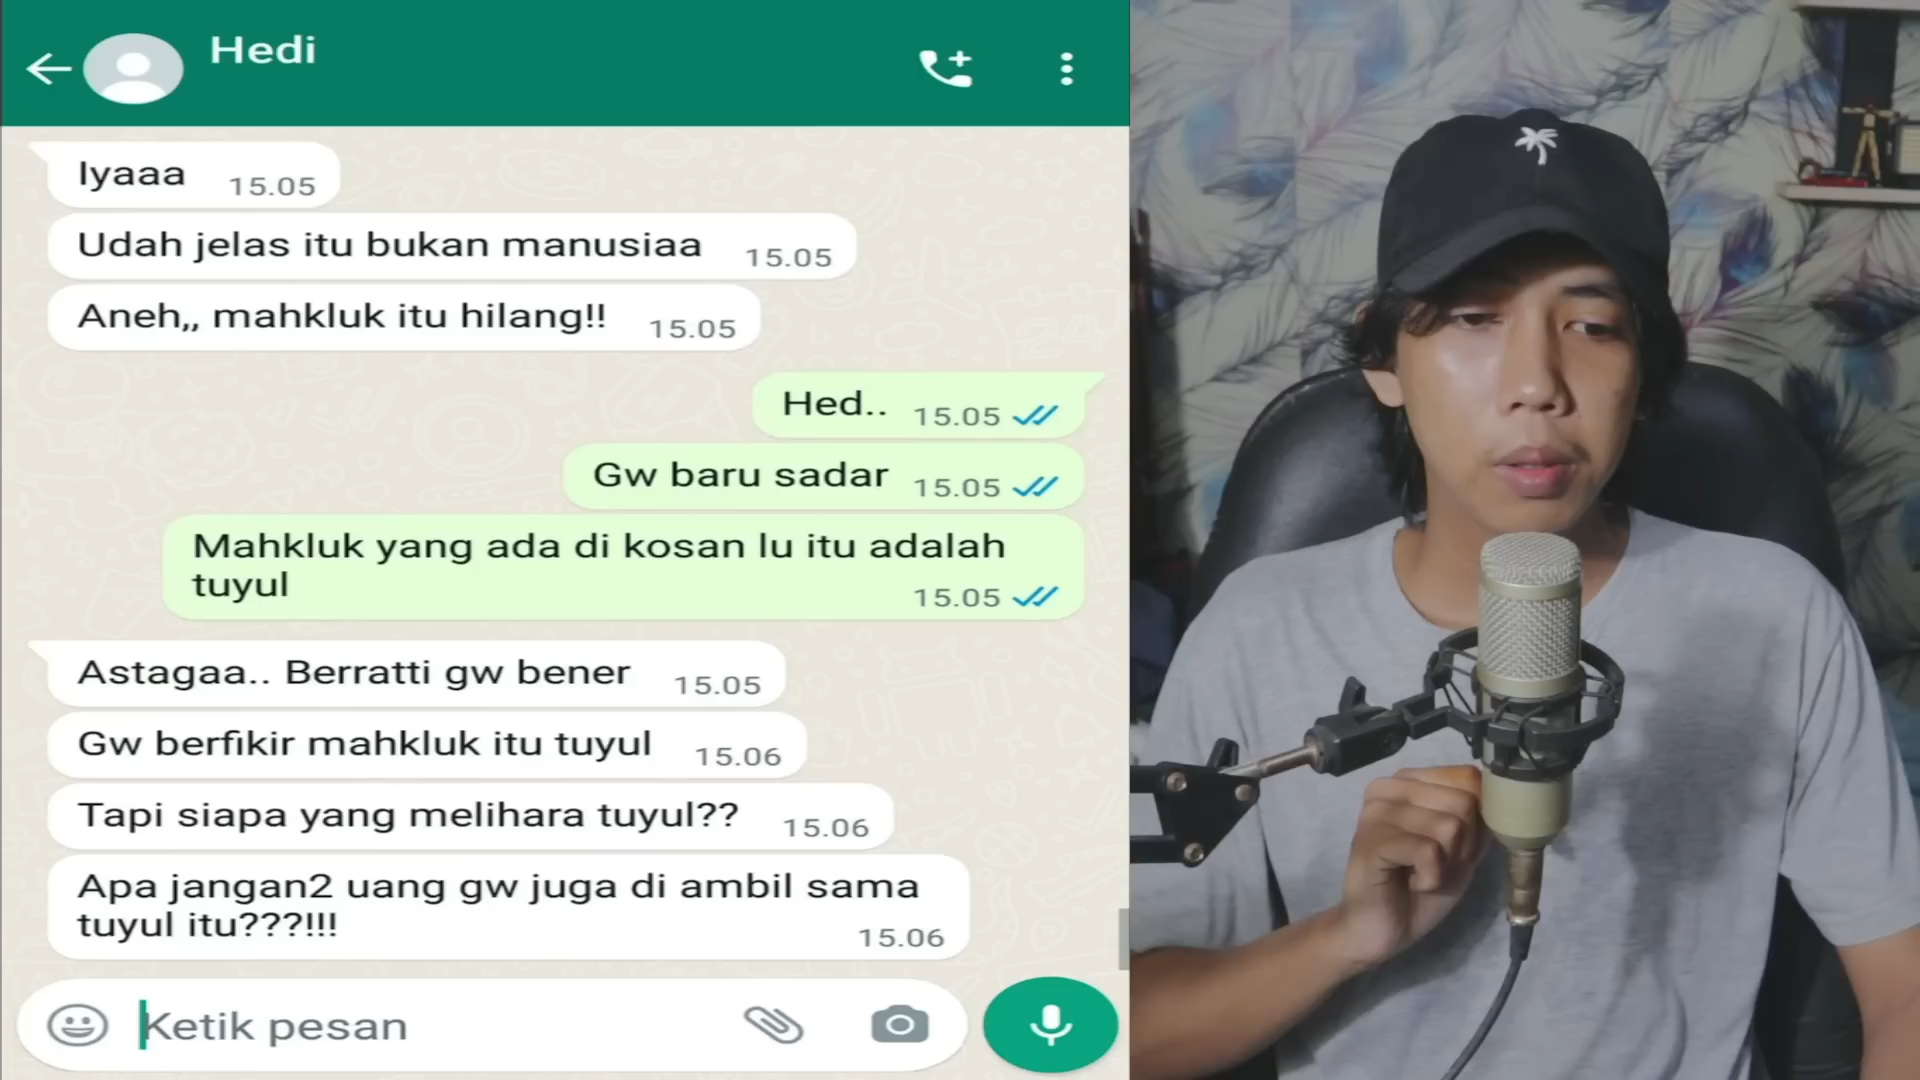 Hedi
Iyaaa 15.05
Udah jelas itu bukan manusiaa 15.05
Aneh,, mahkluk itu hilang!! 15.05
Hed.. 15.05
Gw baru sadar 15.05
Mahkluk yang ada di kosan lu itu adalah
tuyul 15.05
Astagaa.. Berratti gw bener 15.05
Gw berfikir mahkluk itu tuyul 15.06
Tapi siapa yang melihara tuyul?? 15.06
Apa jangan2 uang gw juga di ambil sama
tuyul itu???!!! 15.06
Ketik pesan